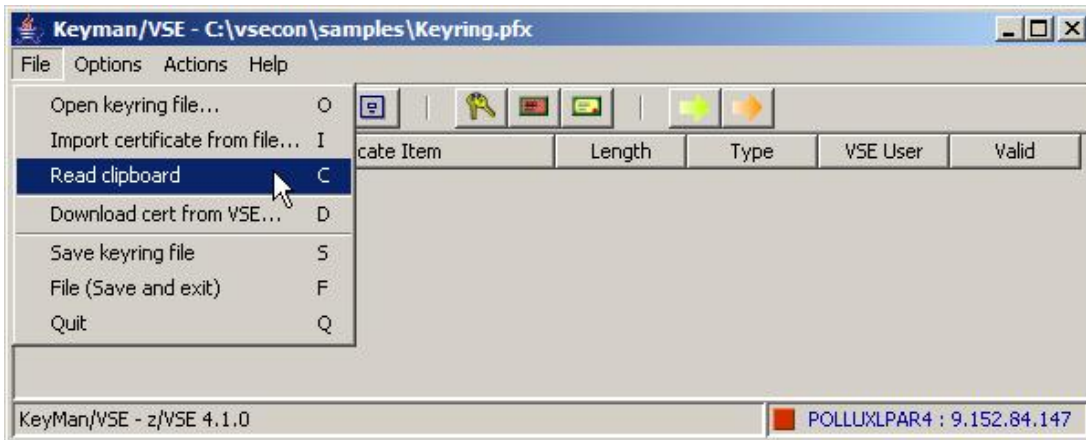 Keyman/VSE - C:\vsecon\samples\Keyring.pfx
File Options Actions Help
Open keyring file... O
Import certificate from file... I
Read clipboard C
Download cert from VSE... D
Save keyring file S
File (Save and exit) F
Quit Q
cate Item Length Type VSE User Valid
KeyMan/VSE - z/VSE 4.1.0 POLLUXLPAR4 : 9.152.84.147